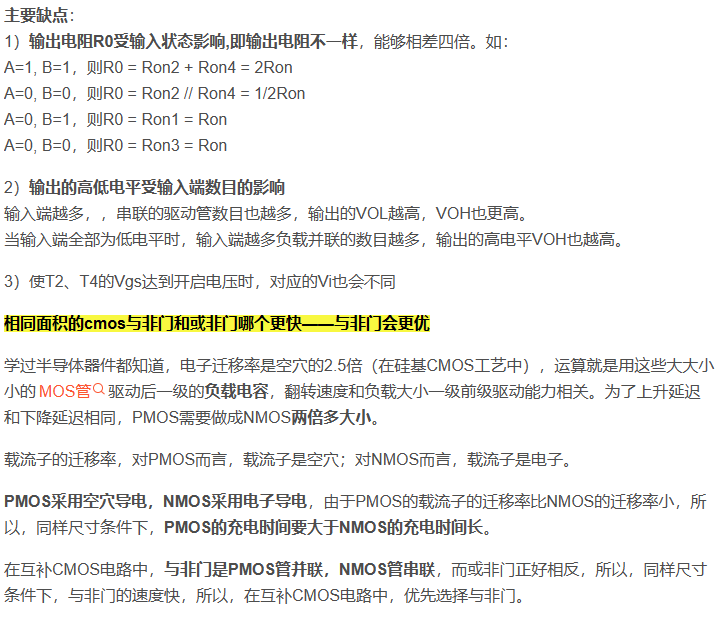 主要缺点：
1）输出电阻R0受输入状态影响,即输出电阻不一样，能够相差四倍。如：
A=1, B=1，则R0 = Ron2 + Ron4 = 2Ron
A=0, B=0，则R0 = Ron2 // Ron4 = 1/2Ron
A=0, B=1，则R0 = Ron1 = Ron
A=0, B=0，则R0 = Ron3 = Ron
2）输出的高低电平受输入端数目的影响
输入端越多，，串联的驱动管数目也越多，输出的VOL越高，VOH也更高。
当输入端全部为低电平时，输入端越多负载并联的数目越多，输出的高电平VOH也越高。
3）使T2、T4的Vgs达到开启电压时，对应的Vi也会不同
相同面积的cmos与非门和或非门哪个更快——与非门会更优
学过半导体器件都知道，电子迁移率是空穴的2.5倍（在硅基CMOS工艺中），运算就是用这些大大小
小的MOS管驱动后一级的负载电容，翻转速度和负载大小一级前级驱动能力相关。为了上升延迟
和下降延迟相同，PMOS需要做成NMOS两倍多大小。
载流子的迁移率，对PMOS而言，载流子是空穴；对NMOS而言，载流子是电子。
PMOS采用空穴导电，NMOS采用电子导电，由于PMOS的载流子的迁移率比NMOS的迁移率小，所
以，同样尺寸条件下，PMOS的充电时间要大于NMOS的充电时间长。
在互补CMOS电路中，与非门是PMOS管并联，NMOS管串联，而或非门正好相反，所以，同样尺寸
条件下，与非门的速度快，所以，在互补CMOS电路中，优先选择与非门。